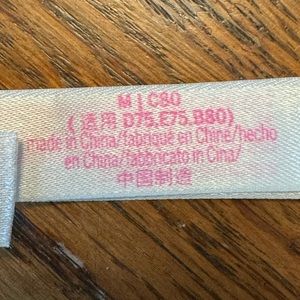 M | C80
(适用 D75,E75,B80)
made in China/fabriqué en Chine/hecho
en China/fabbricato in Cina/
中国制造